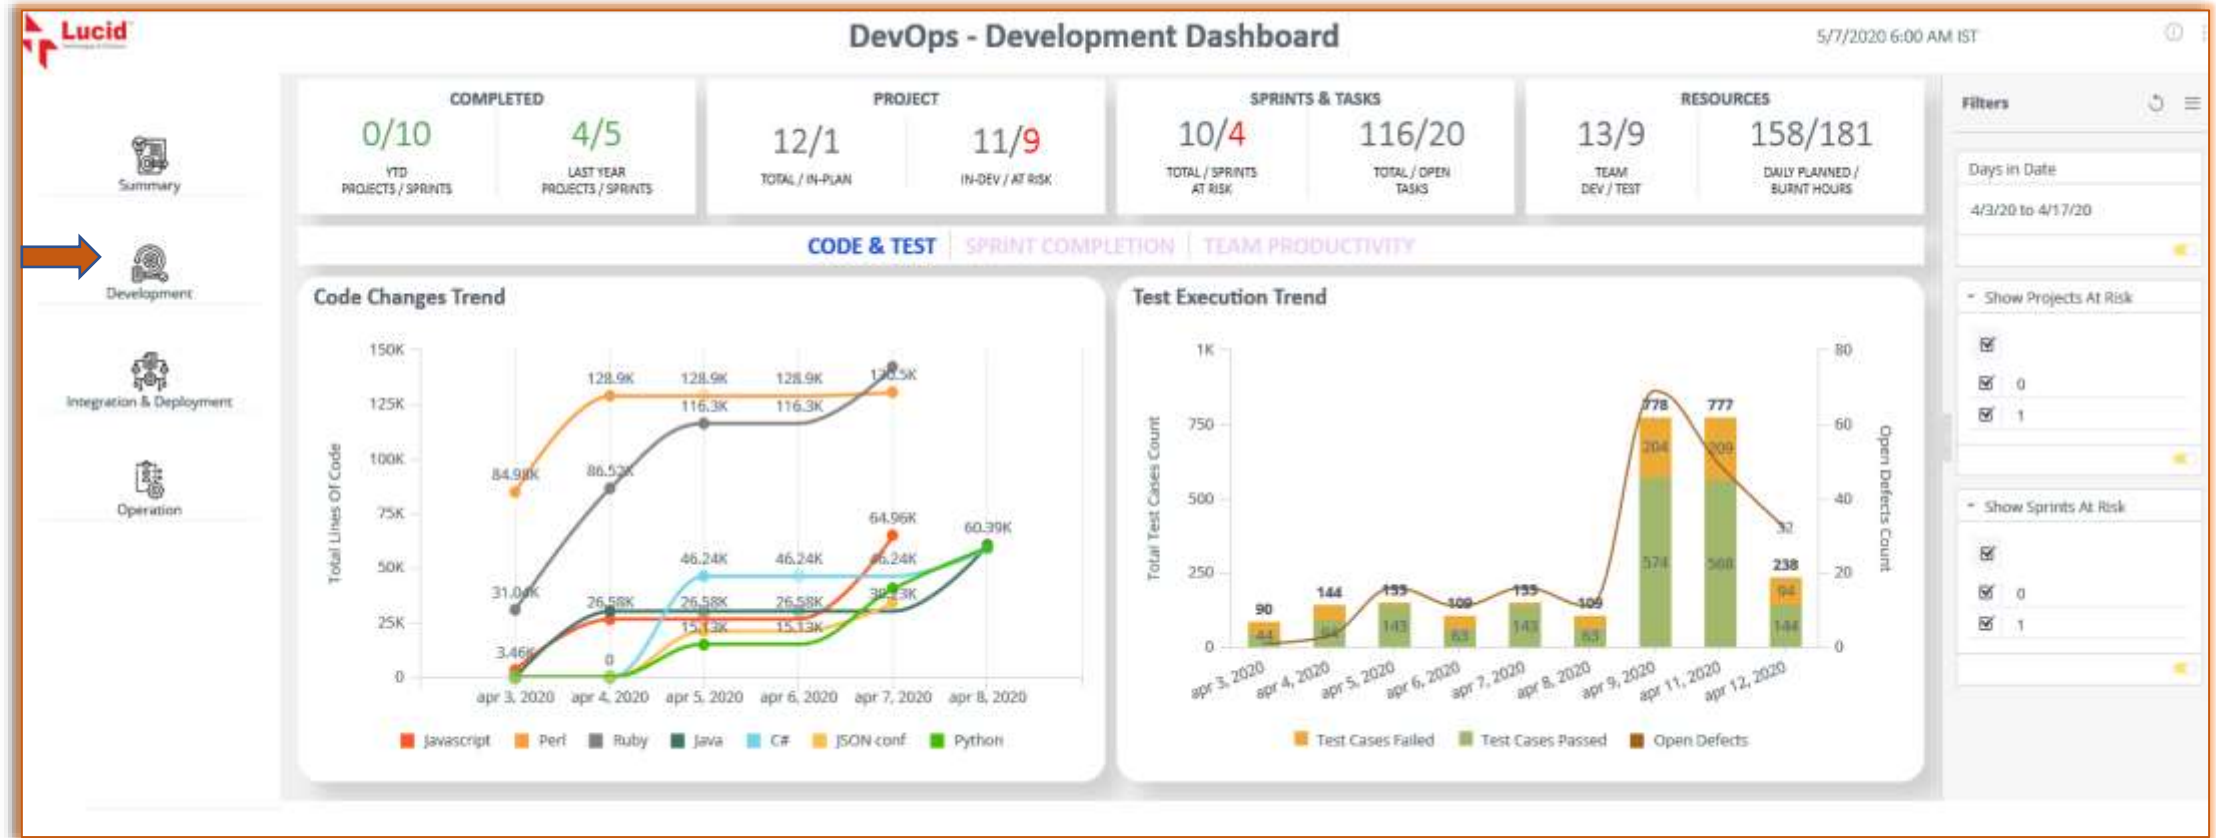 Lucid
DevOps - Development Dashboard
5/7/2020 6:00 AM IST
Summary
Development
Integration & Deployment
Operation
COMPLETED
0/10
YTD
PROJECTS / SPRINTS
4/5
LAST YEAR
PROJECTS / SPRINTS
PROJECT
12/1
TOTAL / IN-PLAN
11/9
IN-DEV / AT RISK
SPRINTS & TASKS
10/4
TOTAL / SPRINTS
AT RISK
116/20
TOTAL / OPEN
TASKS
RESOURCES
13/9
TEAM
DEV / TEST
158/181
DAILY PLANNED /
BURNT HOURS
CODE & TEST
SPRINT COMPLETION
TEAM PRODUCTIVITY
Code Changes Trend
Total Lines Of Code
150K
125K
100K
75K
50K
25K
0
128.9K 128.9K 128.9K 130.5K
116.3K 116.3K
84.98K
86.52K
64.96K
60.39K
46.24K 46.24K 46.24K
31.04K
26.58K 26.58K 26.58K
15.13K 15.13K
3.46K
0
apr 3, 2020 apr 4, 2020 apr 5, 2020 apr 6, 2020 apr 7, 2020 apr 8, 2020
Javascript Perl Ruby Java C# JSON-conf Python
Test Execution Trend
Total Test Cases Count
1K
750
500
250
0
Open Defects Count
80
60
40
20
0
778 777
204 209
574 568
32
238
94
144
90 144 153 109 153 109
44 94 143 63 143 63
apr 3, 2020 apr 4, 2020 apr 5, 2020 apr 6, 2020 apr 7, 2020 apr 8, 2020 apr 9, 2020 apr 11, 2020 apr 12, 2020
Test Cases Failed Test Cases Passed Open Defects
Filters
Days in Date
4/3/20 to 4/17/20
Show Projects At Risk
0
1
Show Sprints At Risk
0
1